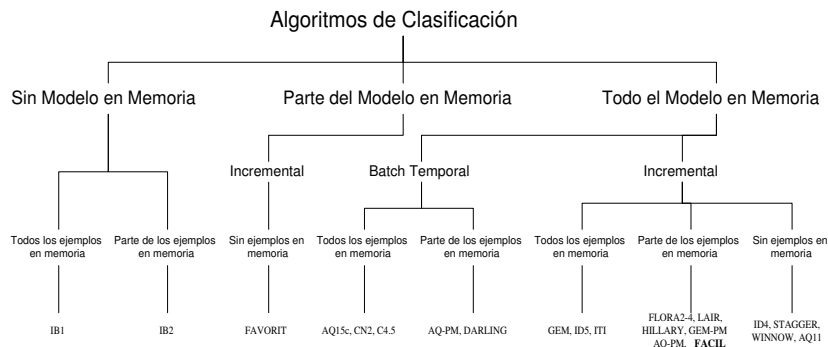 Algoritmos de Clasificación
Sin Modelo en Memoria
Parte del Modelo en Memoria
Todo el Modelo en Memoria
Incremental
Batch Temporal
Incremental
Todos los ejemplos
en memoria
Parte de los ejemplos
en memoria
Sin ejemplos en
memoria
Todos los ejemplos
en memoria
Parte de los ejemplos
en memoria
Todos los ejemplos
en memoria
Parte de los ejemplos
en memoria
Sin ejemplos en
memoria
IB1
IB2
FAVORIT
AQ15c, CN2, C4.5
AQ-PM, DARLING
GEM, ID5, ITI
FLORA2-4, LAIR,
HILLARY, GEM-PM
AQ-PM, FACIL
ID4, STAGGER,
WINNOW, AQ11